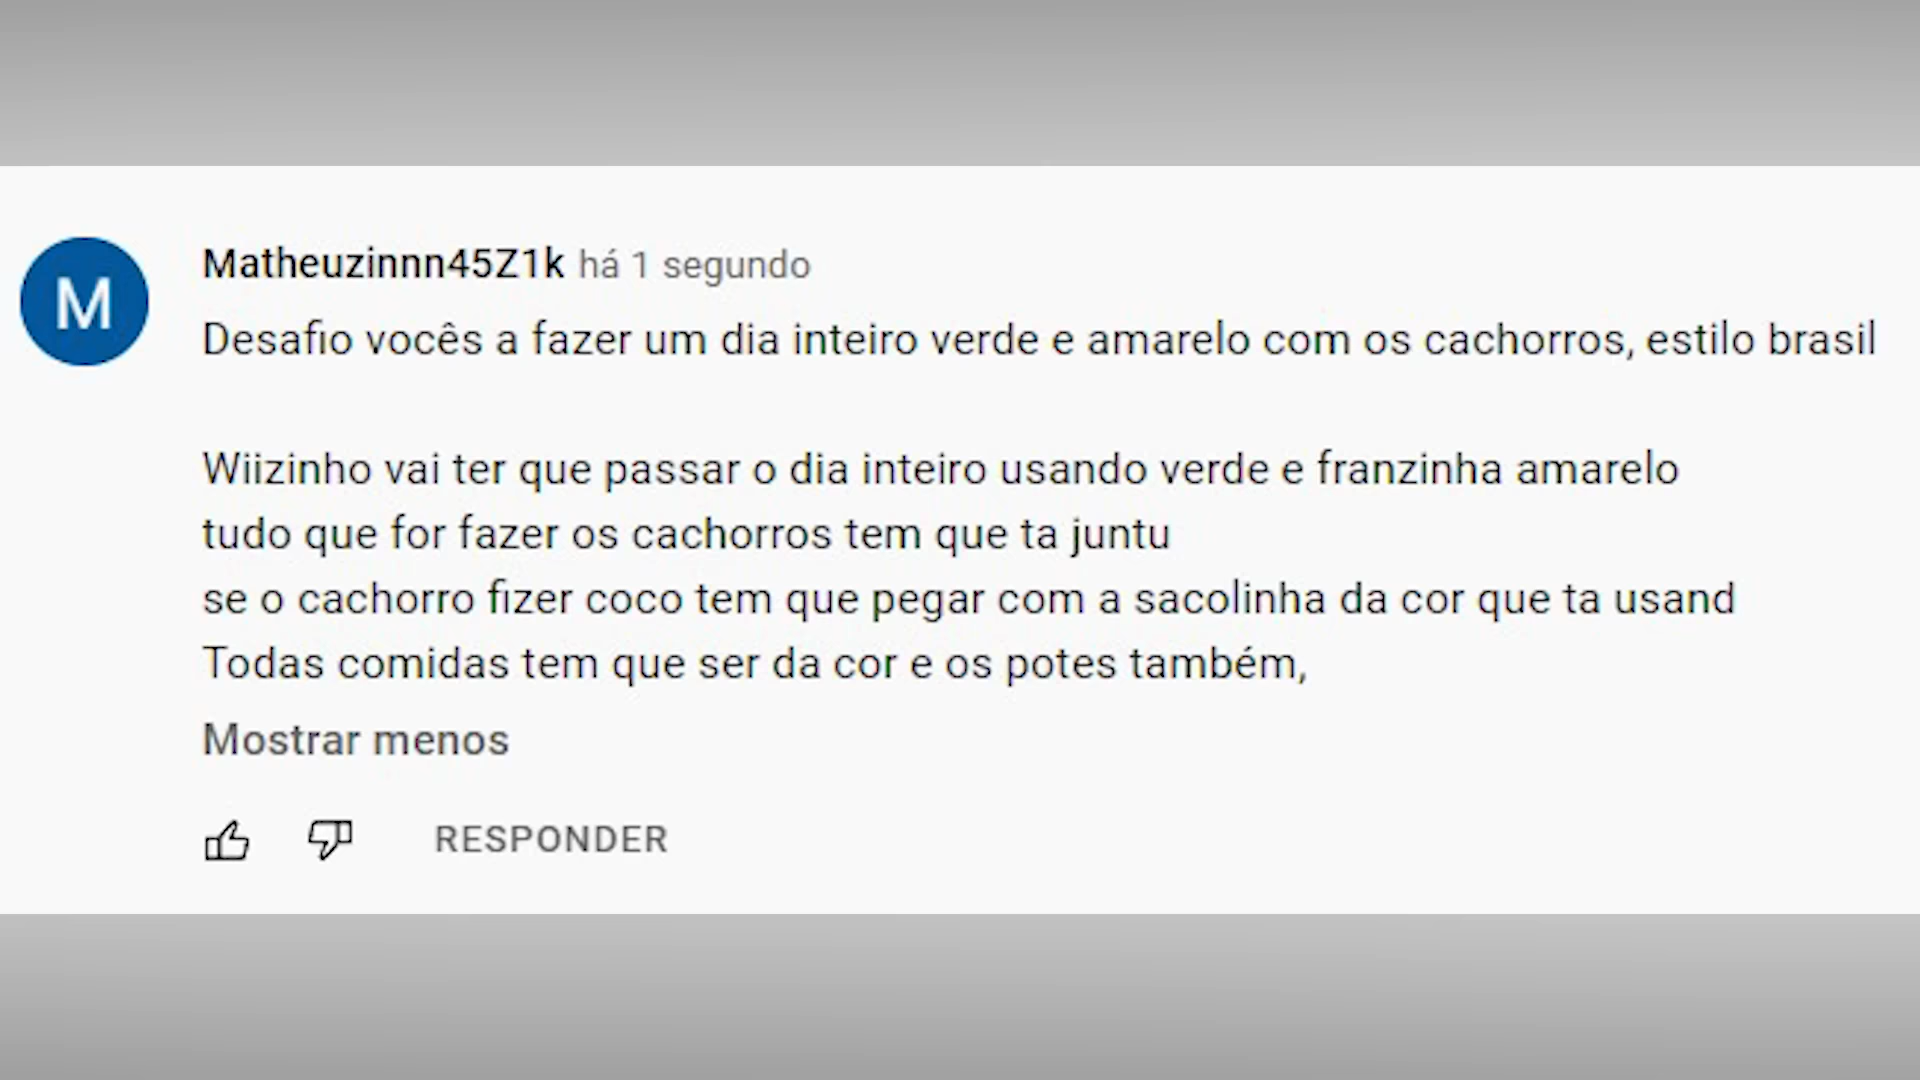 M
Matheuzinnn45Z1k há 1 segundo
Desafio vocês a fazer um dia inteiro verde e amarelo com os cachorros, estilo brasil
Wiizinho vai ter que passar o dia inteiro usando verde e franzinha amarelo
tudo que for fazer os cachorros tem que ta juntu
se o cachorro fizer coco tem que pegar com a sacolinha da cor que ta usand
Todas comidas tem que ser da cor e os potes também,
Mostrar menos
RESPONDER